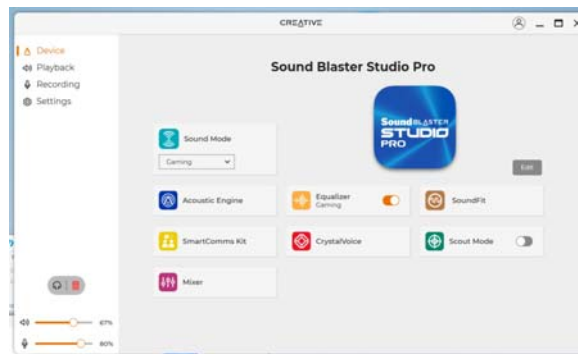 CREATIVE
Device
Playback
Recording
Settings
Sound Blaster Studio Pro
Sound BLASTER
STUDIO
PRO
Sound Mode
Gaming
Edit
Acoustic Engine
Equalizer
Gaming
SoundFit
SmartComms Kit
CrystalVoice
Scout Mode
Mixer
67%
80%